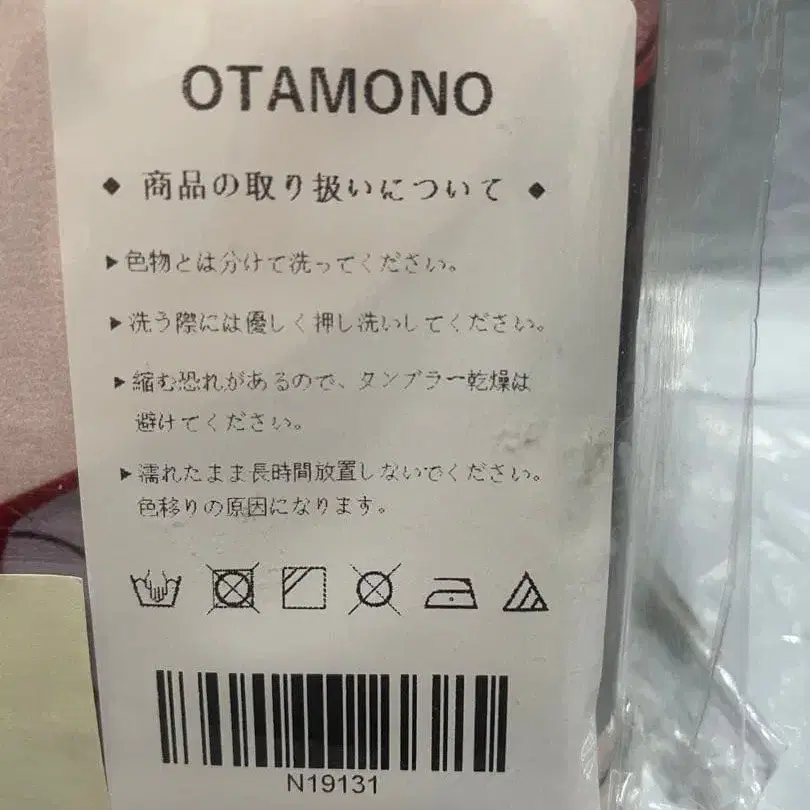 OTAMONO
◆ 商品の取り扱いについて ◆
▶色物とは分けて洗ってください。
▶洗う際には優しく押し洗いしてください。
▶縮む恐れがあるので、タンブラー乾燥は
避けてください。
▶濡れたまま長時間放置しないでください。
色移りの原因になります。
N19131